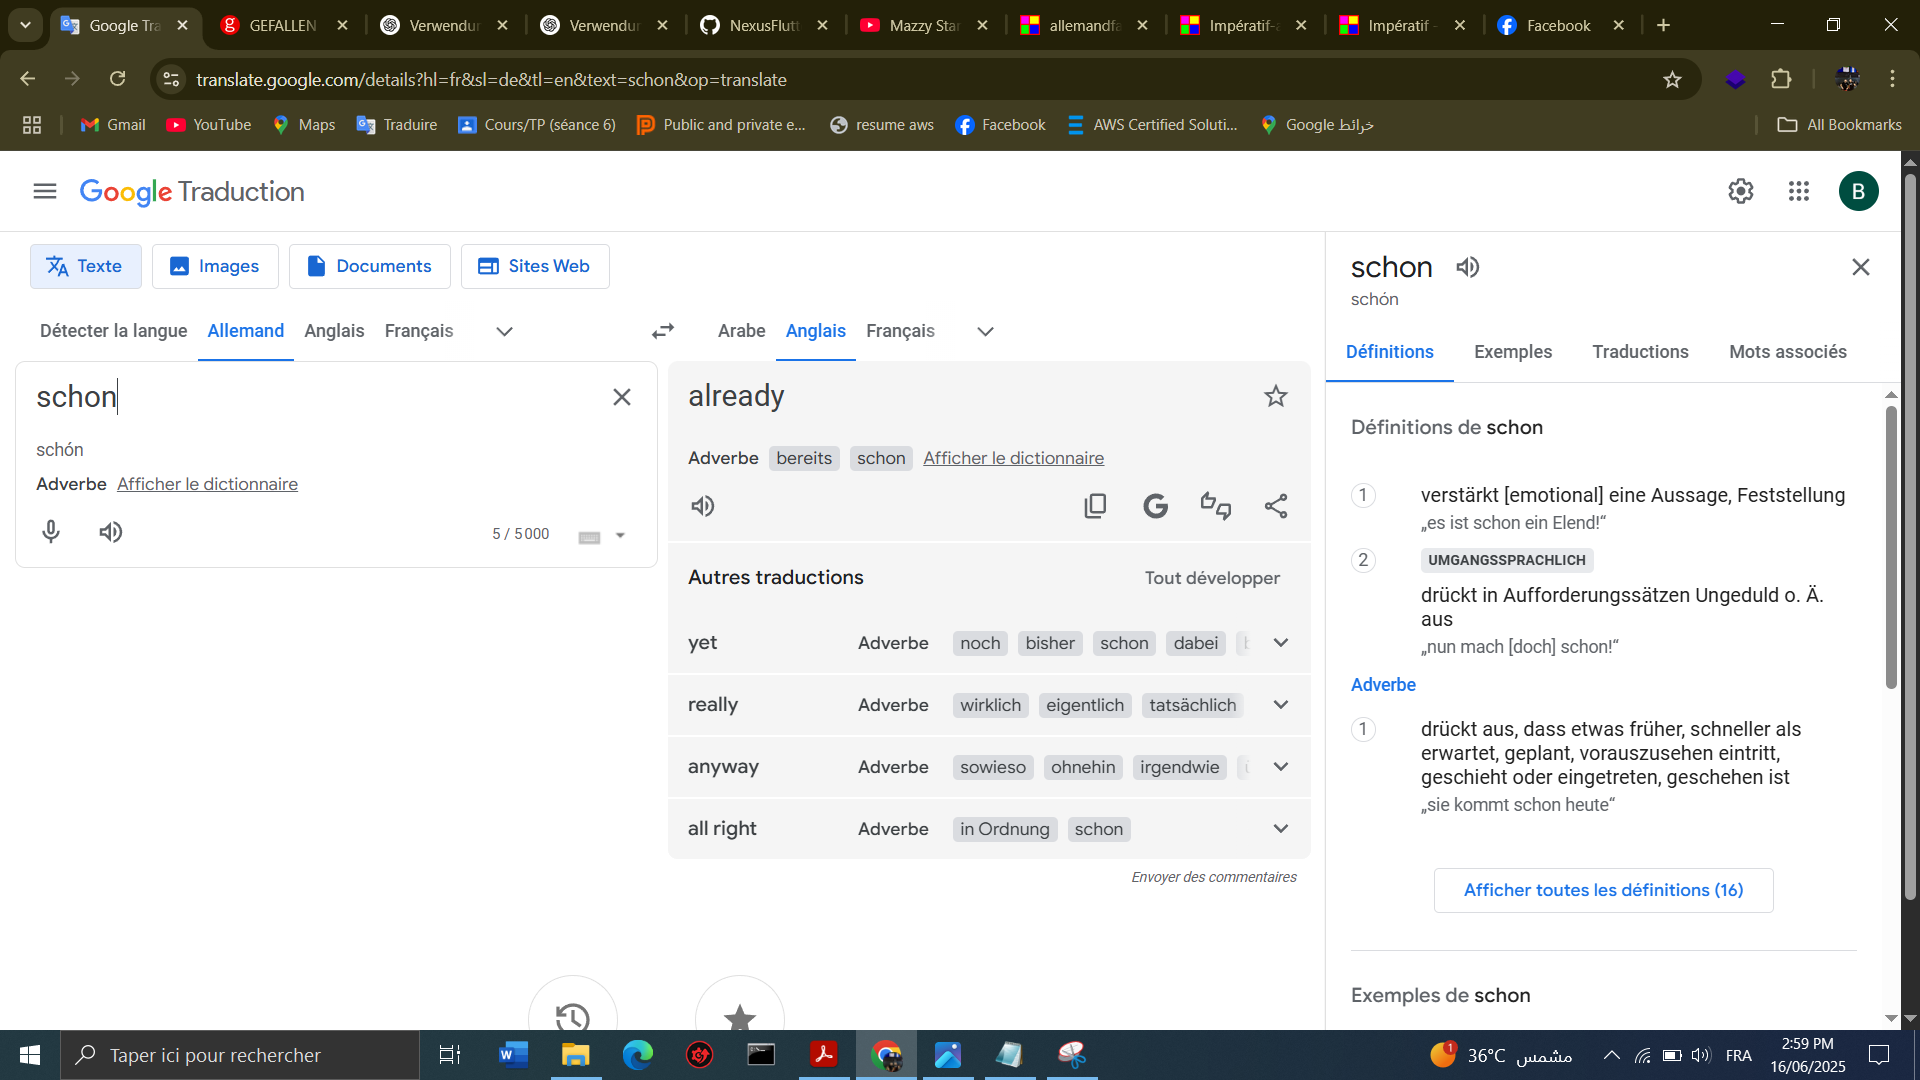 Google Tra
GEFALLEN
Verwendur
Verwendur
NexusFlutt
Mazzy Star
allemandfa
Impératif-a
Impératif -
Facebook
translate.google.com/details?hl=fr&sl=de&tl=en&text=schon&op=translate
Gmail
YouTube
Maps
Traduire
Cours/TP (séance 6)
Public and private e...
resume aws
Facebook
AWS Certified Soluti...
خرائط Google
All Bookmarks
Google Traduction
B
Texte
Images
Documents
Sites Web
Détecter la langue
Allemand
Anglais
Français
Arabe
Anglais
Français
schon
schón
Adverbe Afficher le dictionnaire
5 / 5 000
already
Adverbe bereits schon Afficher le dictionnaire
Autres traductions
Tout développer
yet Adverbe noch bisher schon dabei
really Adverbe wirklich eigentlich tatsächlich
anyway Adverbe sowieso ohnehin irgendwie
all right Adverbe in Ordnung schon
Envoyer des commentaires
schon
schón
Définitions
Exemples
Traductions
Mots associés
Définitions de schon
1 verstärkt [emotional] eine Aussage, Feststellung
„es ist schon ein Elend!“
2 UMGANGSSPRACHLICH
drückt in Aufforderungssätzen Ungeduld o. Ä.
aus
„nun mach [doch] schon!“
Adverbe
1 drückt aus, dass etwas früher, schneller als
erwartet, geplant, vorauszusehen eintritt,
geschieht oder eingetreten, geschehen ist
„sie kommt schon heute“
Afficher toutes les définitions (16)
Exemples de schon
Taper ici pour rechercher
1
36°C مشمس
FRA
2:59 PM
16/06/2025